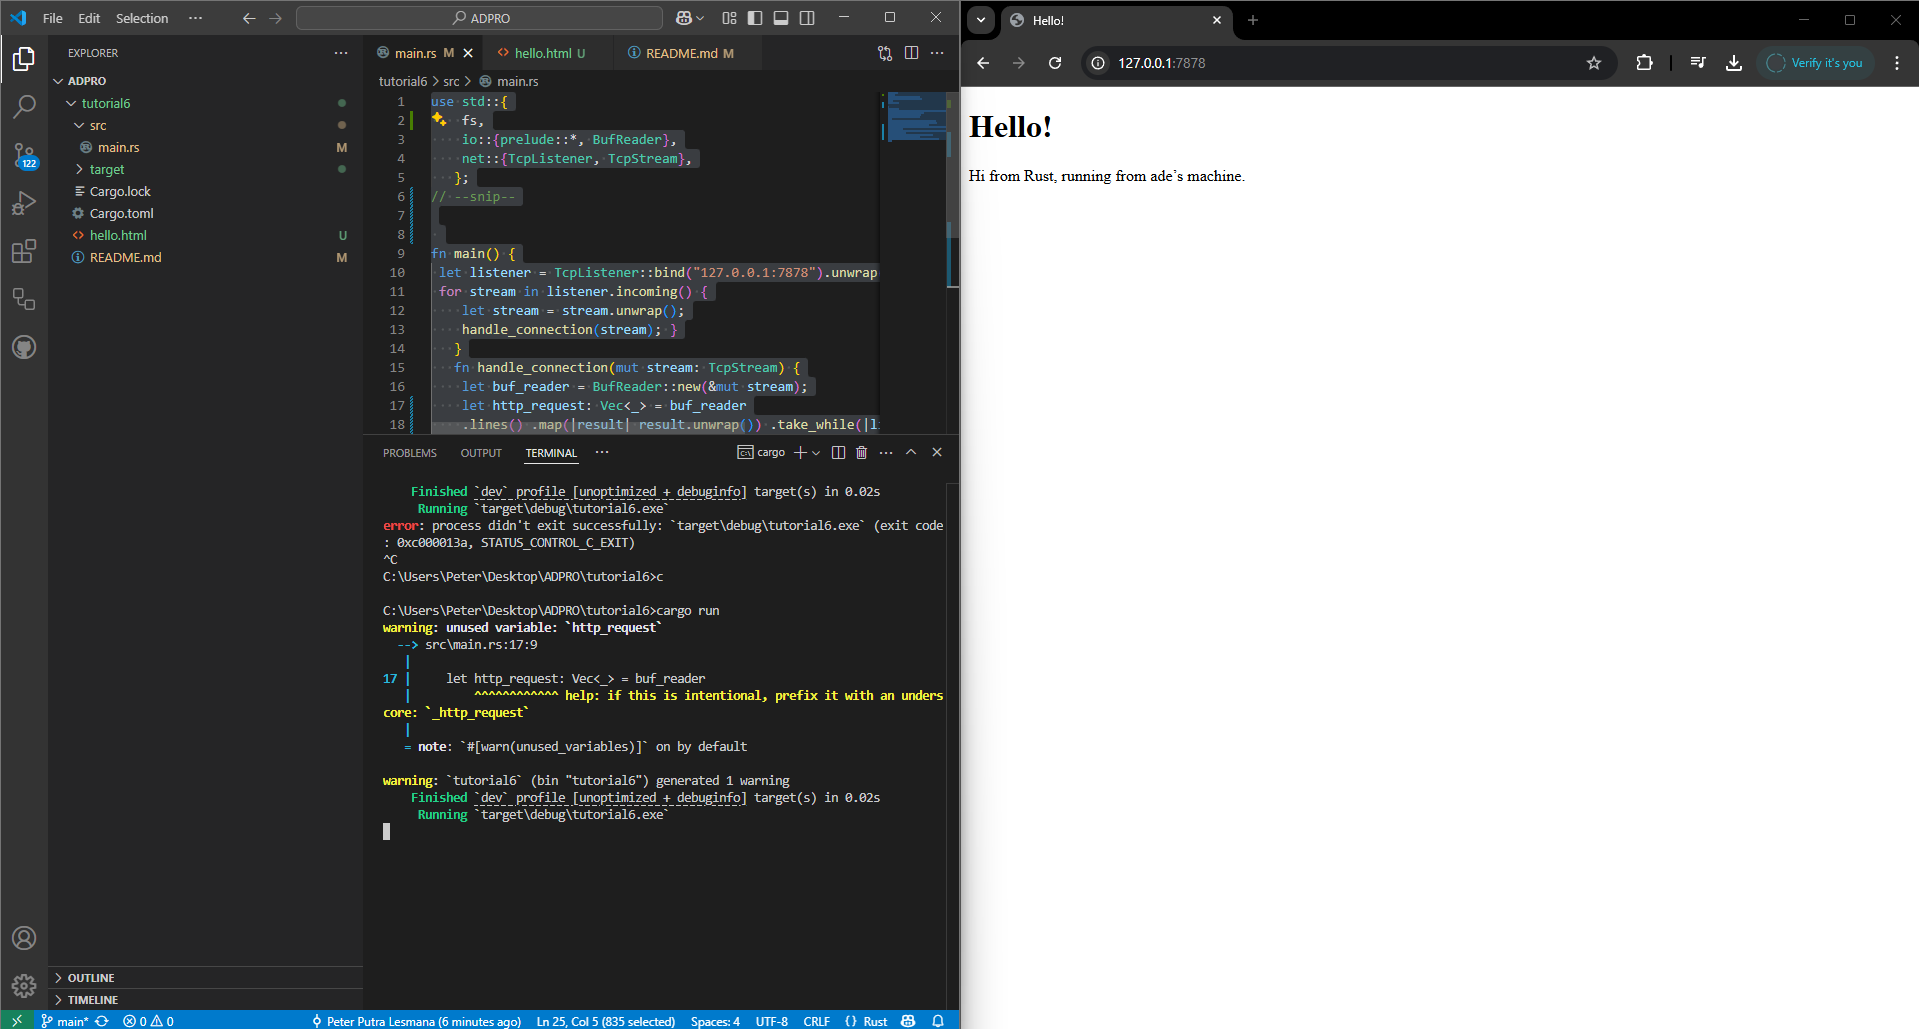 File Edit Selection ··· ADPRO
EXPLORER ···
ADPRO
tutorial6
src
main.rs M
target
Cargo.lock
Cargo.toml
hello.html U
README.md M
122
OUTLINE
TIMELINE
main.rs M
hello.html U
README.md M
tutorial6 > src > main.rs
1 use std::{
2 fs,
3 io::{prelude::*, BufReader},
4 net::{TcpListener, TcpStream},
5 };
6 // --snip--
7
8
9 fn main() {
10 let listener = TcpListener::bind("127.0.0.1:7878").unwrap
11 for stream in listener.incoming() {
12 let stream = stream.unwrap();
13 handle_connection(stream); }
14 }
15 fn handle_connection(mut stream: TcpStream) {
16 let buf_reader = BufReader::new(&mut stream);
17 let http_request: Vec<_> = buf_reader
18 .lines() .map(|result| result.unwrap()) .take_while(|l
PROBLEMS OUTPUT TERMINAL ··· cargo
Finished `dev` profile [unoptimized + debuginfo] target(s) in 0.02s
Running `target\debug\tutorial6.exe`
error: process didn't exit successfully: `target\debug\tutorial6.exe` (exit code
: 0xc000013a, STATUS_CONTROL_C_EXIT)
^C
C:\Users\Peter\Desktop\ADPRO\tutorial6>c
C:\Users\Peter\Desktop\ADPRO\tutorial6>cargo run
warning: unused variable: `http_request`
--> src\main.rs:17:9
|
17 | let http_request: Vec<_> = buf_reader
| ^^^^^^^^^^^^ help: if this is intentional, prefix it with an unders
core: `_http_request`
|
= note: `#[warn(unused_variables)]` on by default
warning: `tutorial6` (bin "tutorial6") generated 1 warning
Finished `dev` profile [unoptimized + debuginfo] target(s) in 0.02s
Running `target\debug\tutorial6.exe`
main* 0 0 Peter Putra Lesmana (6 minutes ago) Ln 25, Col 5 (835 selected) Spaces: 4 UTF-8 CRLF {} Rust
Hello!
127.0.0.1:7878 Verify it's you
Hello!
Hi from Rust, running from ade’s machine.